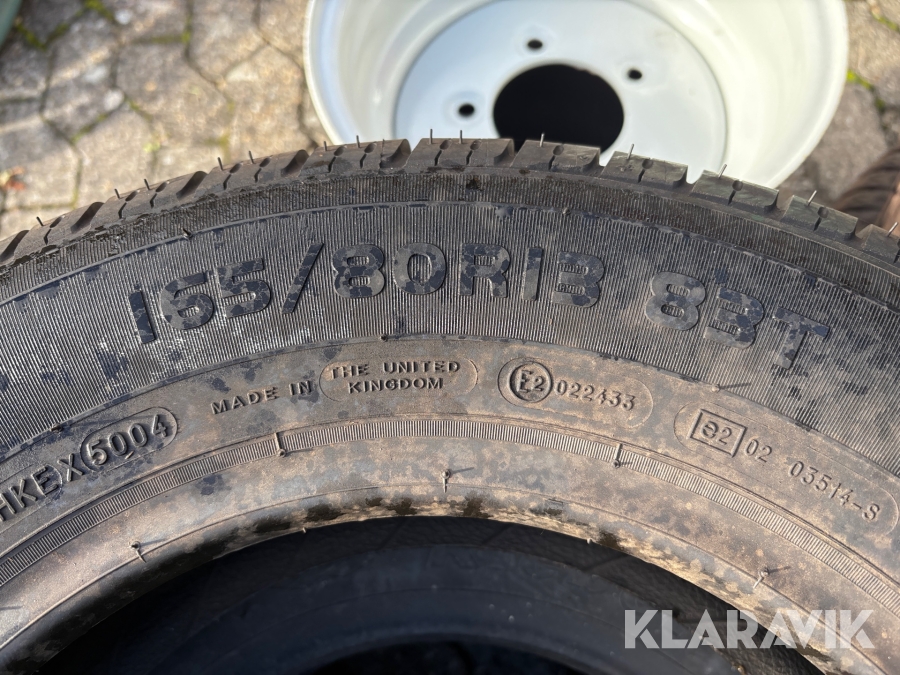 165/80R13 83T
MADE IN THE UNITED KINGDOM
E2 022433
e2 02 03514-S
HKEX 5004
KLARAVIK